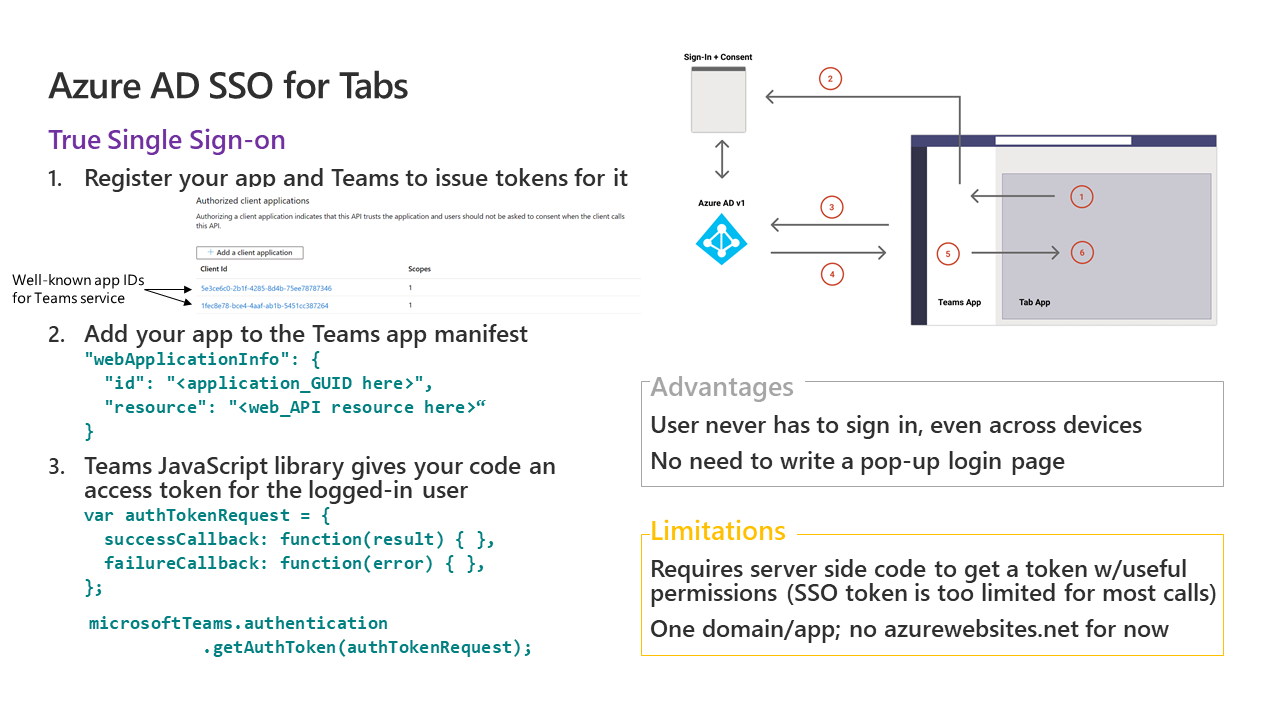 Azure AD SSO for Tabs
True Single Sign-on
1. Register your app and Teams to issue tokens for it
Authorized client applications
Authorizing a client application indicates that this API trusts the application and users should not be asked to consent when the client calls
this API.
+ Add a client application
Client Id Scopes
5e3ce6c0-2b1f-4285-8d4b-75ee78787346 1
1fec8e78-bce4-4aaf-ab1b-5451cc387264 1
Well-known app IDs
for Teams service
2. Add your app to the Teams app manifest
"webApplicationInfo": {
"id": "<application_GUID here>",
"resource": "<web_API resource here>“
}
3. Teams JavaScript library gives your code an
access token for the logged-in user
var authTokenRequest = {
successCallback: function(result) { },
failureCallback: function(error) { },
};
microsoftTeams.authentication
.getAuthToken(authTokenRequest);
Sign-In + Consent
2
Azure AD v1
1
3
4
5
6
Teams App
Tab App
Advantages
User never has to sign in, even across devices
No need to write a pop-up login page
Limitations
Requires server side code to get a token w/useful
permissions (SSO token is too limited for most calls)
One domain/app; no azurewebsites.net for now